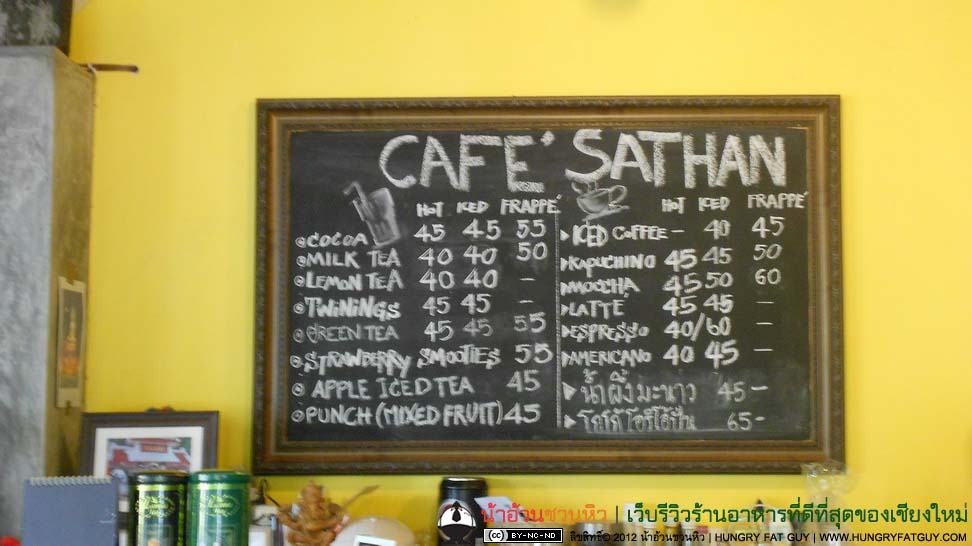 CAFE' SATHAN
HOT ICED FRAPPE'
COCOA 45 45 55
MILK TEA 40 40 50
LEMON TEA 40 40 -
TWININGS 45 45 -
GREEN TEA 45 45 55
STRAWBERRY SMOOTIES 55
APPLE ICED TEA 45
PUNCH (MIXED FRUIT) 45
HOT ICED FRAPPE'
ICED COFFEE - 40 45
KAPUCHINO 45 45 50
MOCCHA 45 50 60
LATTE 45 45 -
ESPRESSO 40/60 -
AMERICANO 40 45 -
น้ำผึ้งมะนาว 45-
โกโก้โอรีโอ้ปั่น 65-
น้าอ้วนชวนหิว | เว็บรีวิวร้านอาหารที่ดีที่สุดของเชียงใหม่
cc BY-NC-ND ลิขสิทธิ์© 2012 น้าอ้วนชวนหิว | HUNGRY FAT GUY | WWW.HUNGRYFATGUY.COM